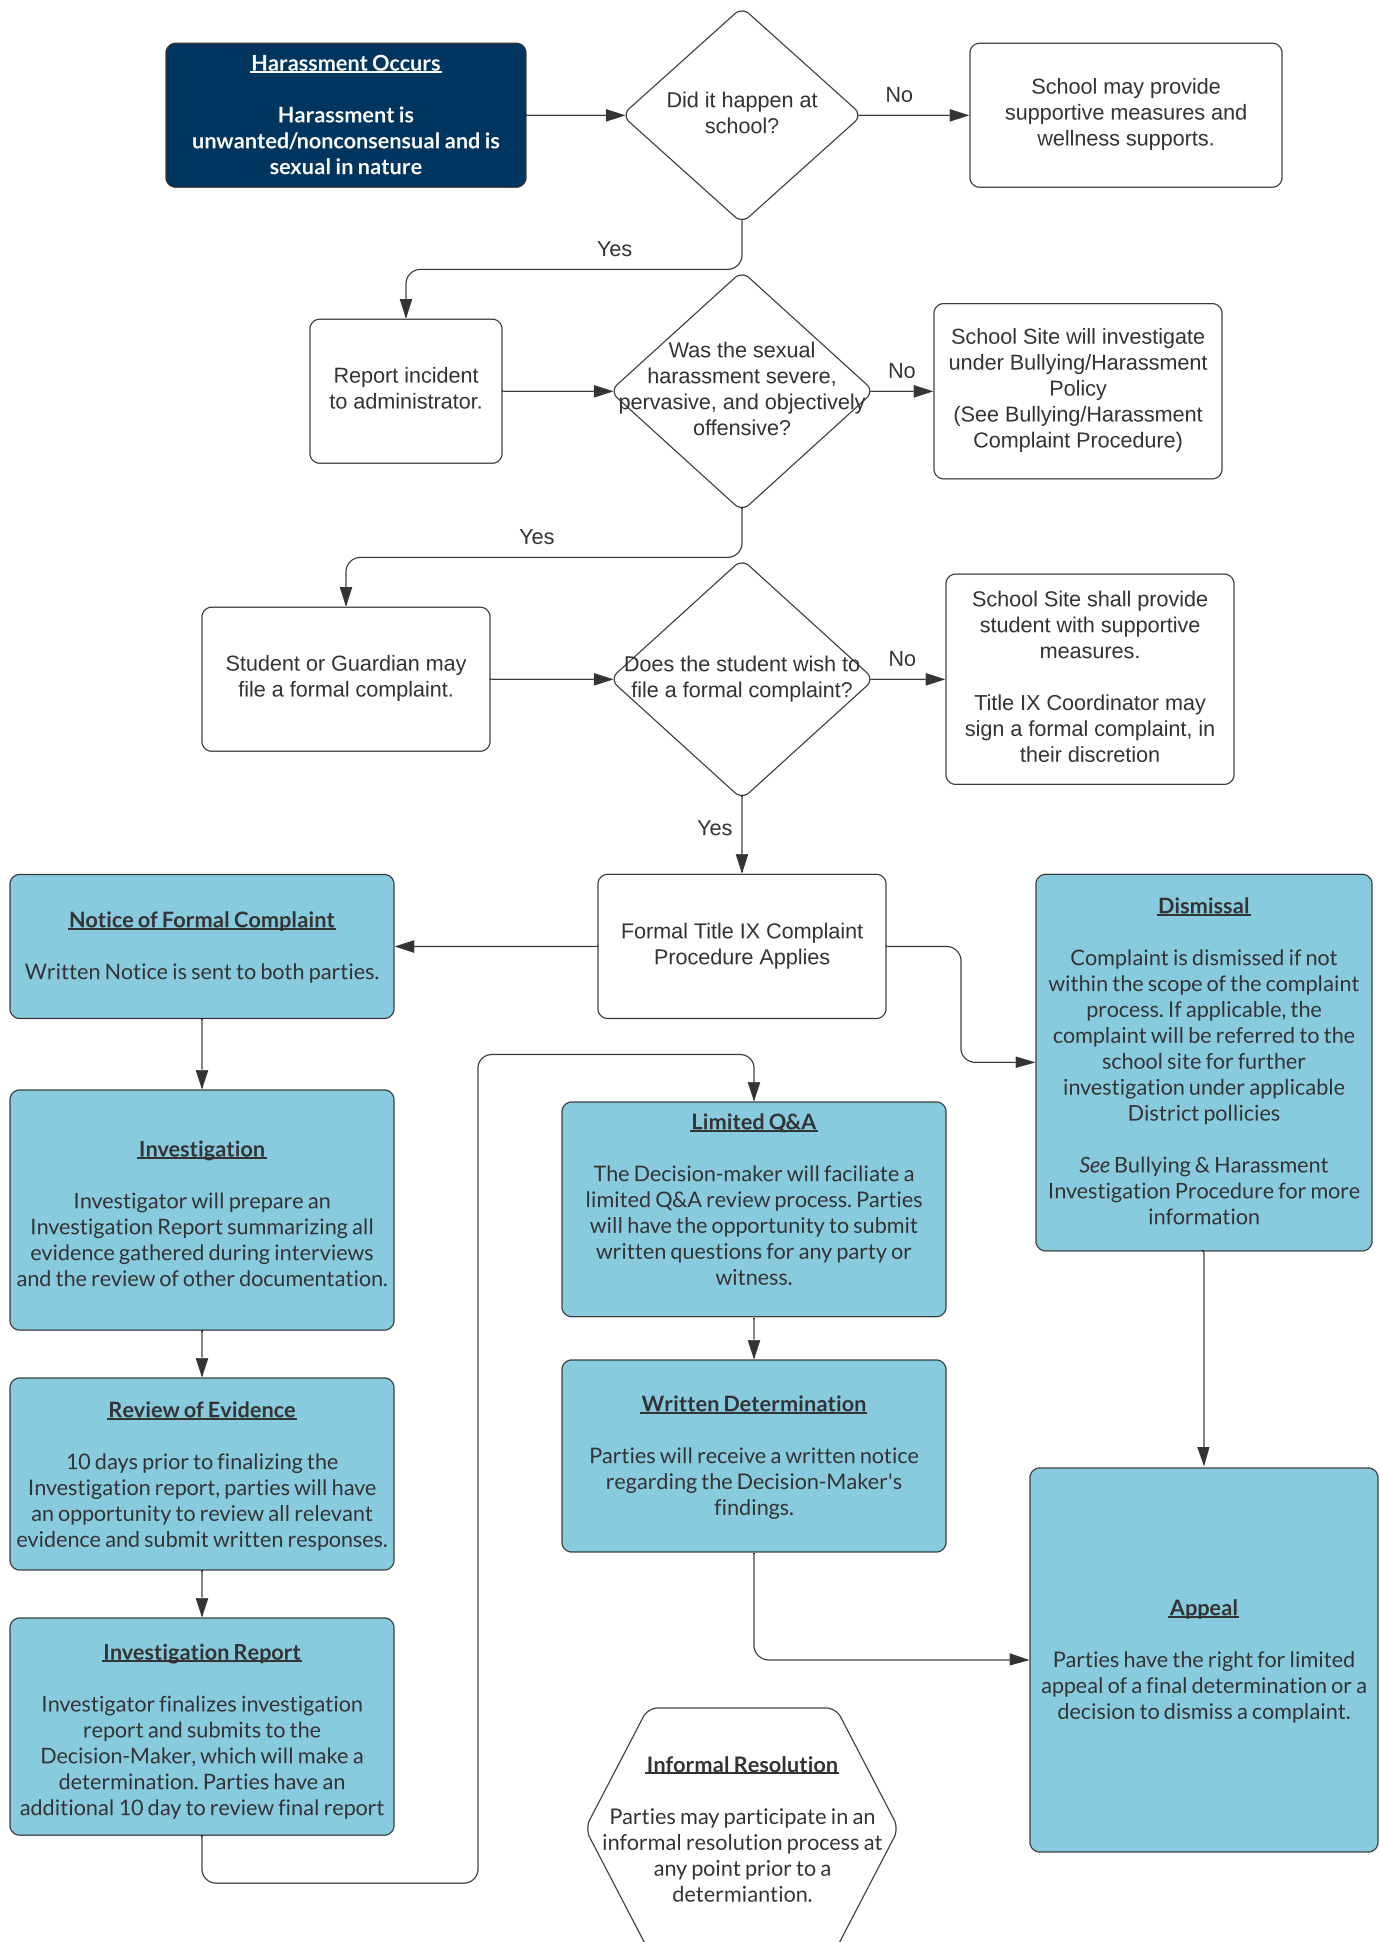 Harassment Occurs
Harassment is
unwanted/nonconsensual and is
sexual in nature
Did it happen at
school?
No
School may provide
supportive measures and
wellness supports.
Yes
Report incident
to administrator.
Was the sexual
harassment severe,
pervasive, and objectively
offensive?
No
School Site will investigate
under Bullying/Harassment
Policy
(See Bullying/Harassment
Complaint Procedure)
Yes
Student or Guardian may
file a formal complaint.
Does the student wish to
file a formal complaint?
No
School Site shall provide
student with supportive
measures.
Title IX Coordinator may
sign a formal complaint, in
their discretion
Yes
Formal Title IX Complaint
Procedure Applies
Notice of Formal Complaint
Written Notice is sent to both parties.
Investigation
Investigator will prepare an
Investigation Report summarizing all
evidence gathered during interviews
and the review of other documentation.
Review of Evidence
10 days prior to finalizing the
Investigation report, parties will have
an opportunity to review all relevant
evidence and submit written responses.
Investigation Report
Investigator finalizes investigation
report and submits to the
Decision-Maker, which will make a
determination. Parties have an
additional 10 day to review final report
Limited Q&A
The Decision-maker will faciliate a
limited Q&A review process. Parties
will have the opportunity to submit
written questions for any party or
witness.
Written Determination
Parties will receive a written notice
regarding the Decision-Maker's
findings.
Dismissal
Complaint is dismissed if not
within the scope of the complaint
process. If applicable, the
complaint will be referred to the
school site for further
investigation under applicable
District pollicies
See Bullying & Harassment
Investigation Procedure for more
information
Appeal
Parties have the right for limited
appeal of a final determination or a
decision to dismiss a complaint.
Informal Resolution
Parties may participate in an
informal resolution process at
any point prior to a
determiantion.